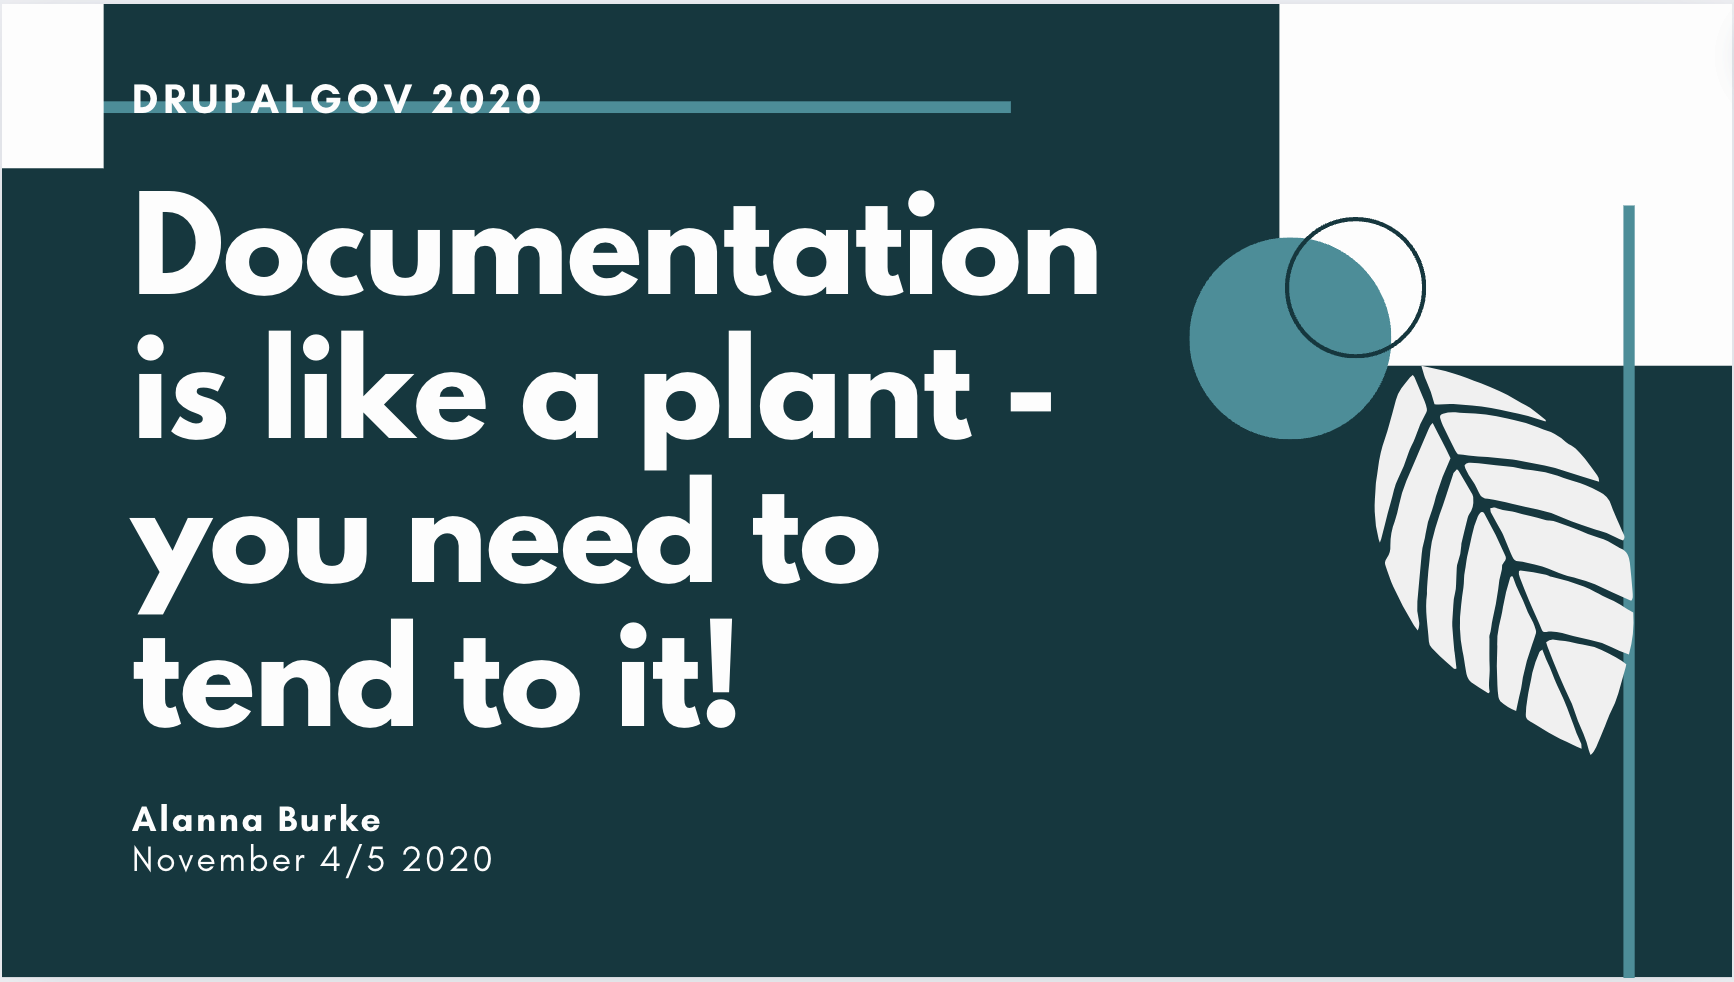 DRUPALGOV 2020
Documentation
is like a plant -
you need to
tend to it!
Alanna Burke
November 4/5 2020